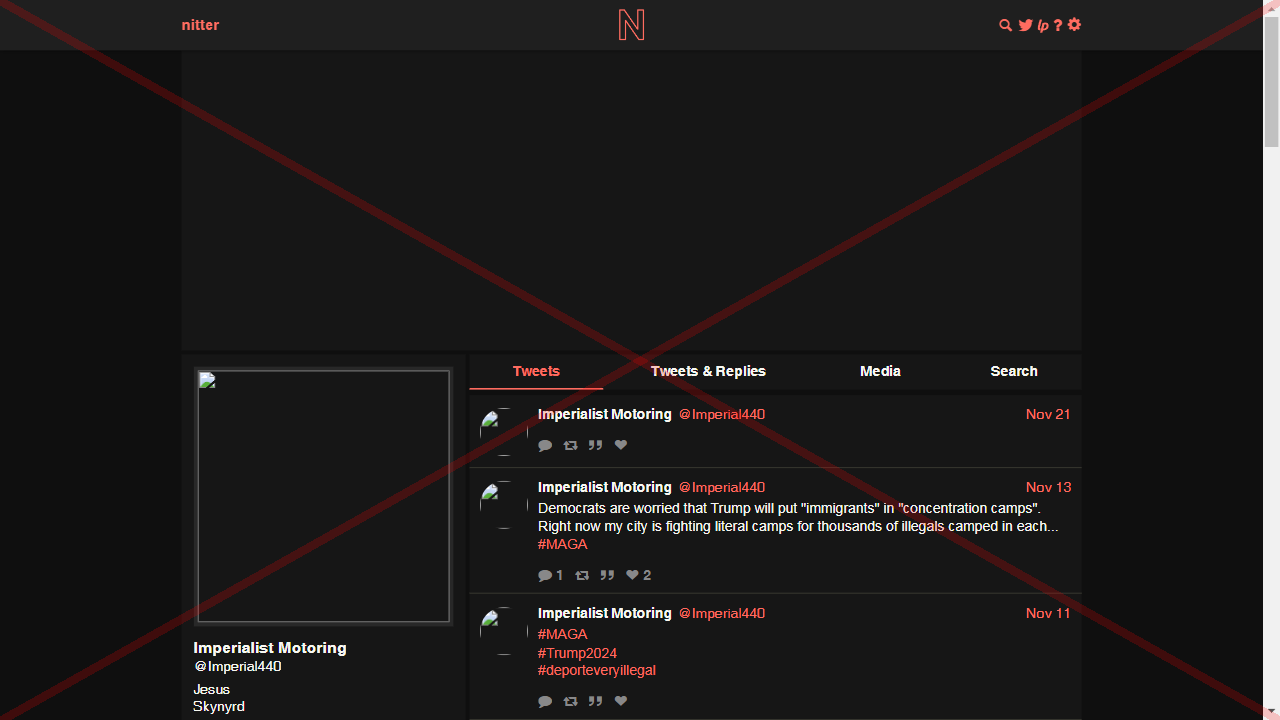 nitter
N
lp ?
Tweets Tweets & Replies Media Search
Imperialist Motoring @Imperial440 Nov 21
Imperialist Motoring @Imperial440 Nov 13
Democrats are worried that Trump will put "immigrants" in "concentration camps".
Right now my city is fighting literal camps for thousands of illegals camped in each...
#MAGA
1 2
Imperialist Motoring @Imperial440 Nov 11
#MAGA
#Trump2024
#deporteveryillegal
Imperialist Motoring
@Imperial440
Jesus
Skynyrd